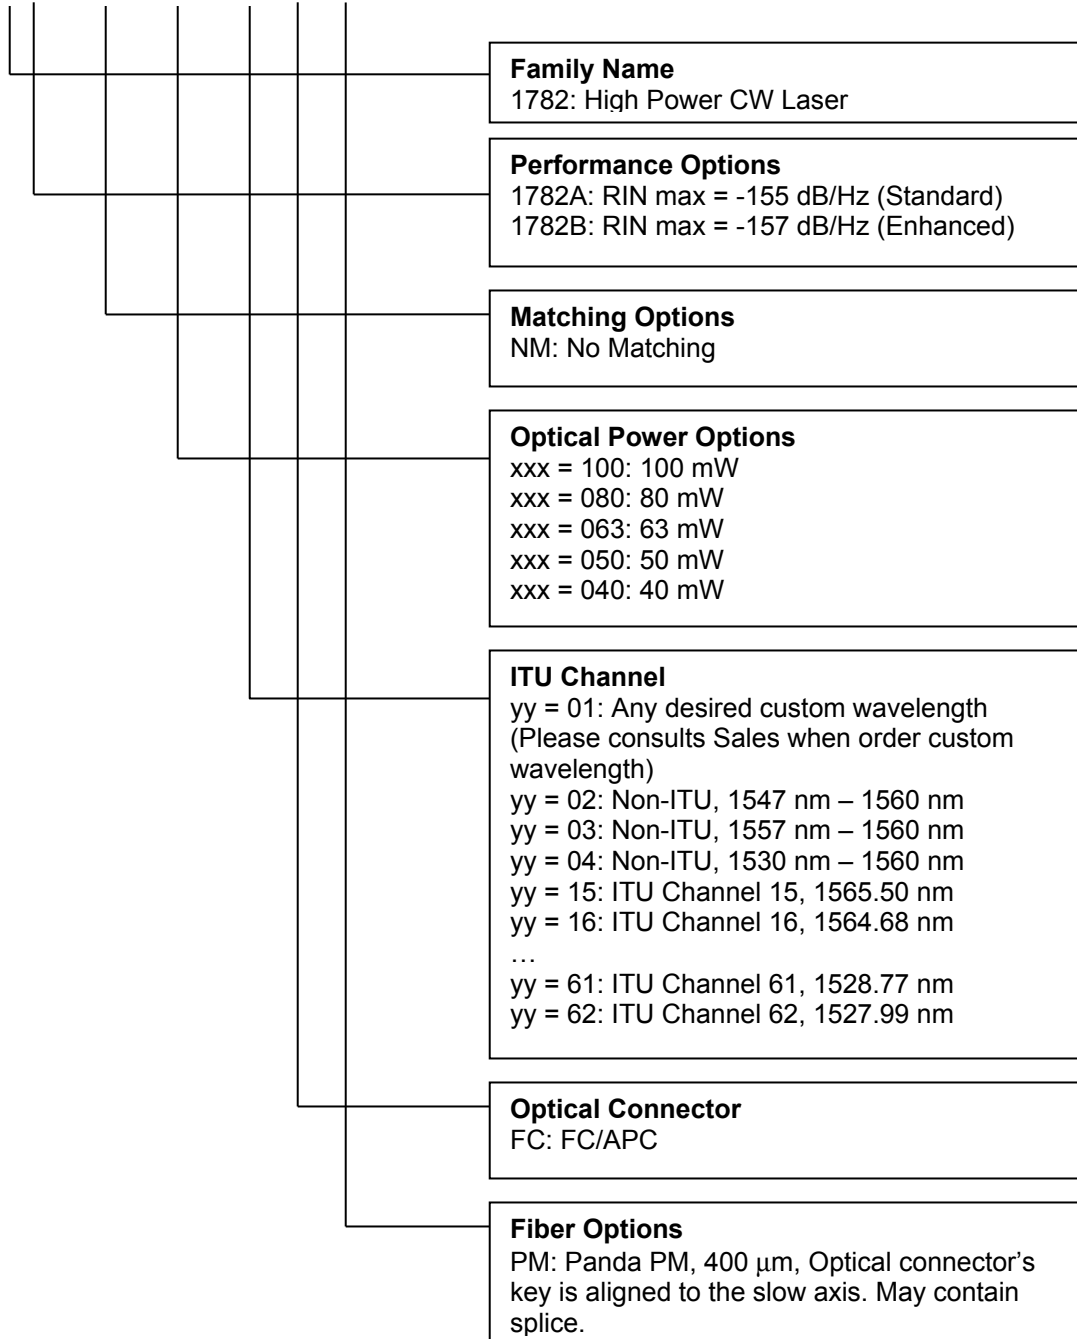 Family Name
1782: High Power CW Laser
Performance Options
1782A: RIN max = -155 dB/Hz (Standard)
1782B: RIN max = -157 dB/Hz (Enhanced)
Matching Options
NM: No Matching
Optical Power Options
xxx = 100: 100 mW
xxx = 080: 80 mW
xxx = 063: 63 mW
xxx = 050: 50 mW
xxx = 040: 40 mW
ITU Channel
yy = 01: Any desired custom wavelength
(Please consults Sales when order custom
wavelength)
yy = 02: Non-ITU, 1547 nm – 1560 nm
yy = 03: Non-ITU, 1557 nm – 1560 nm
yy = 04: Non-ITU, 1530 nm – 1560 nm
yy = 15: ITU Channel 15, 1565.50 nm
yy = 16: ITU Channel 16, 1564.68 nm
…
yy = 61: ITU Channel 61, 1528.77 nm
yy = 62: ITU Channel 62, 1527.99 nm
Optical Connector
FC: FC/APC
Fiber Options
PM: Panda PM, 400 μm, Optical connector’s
key is aligned to the slow axis. May contain
splice.